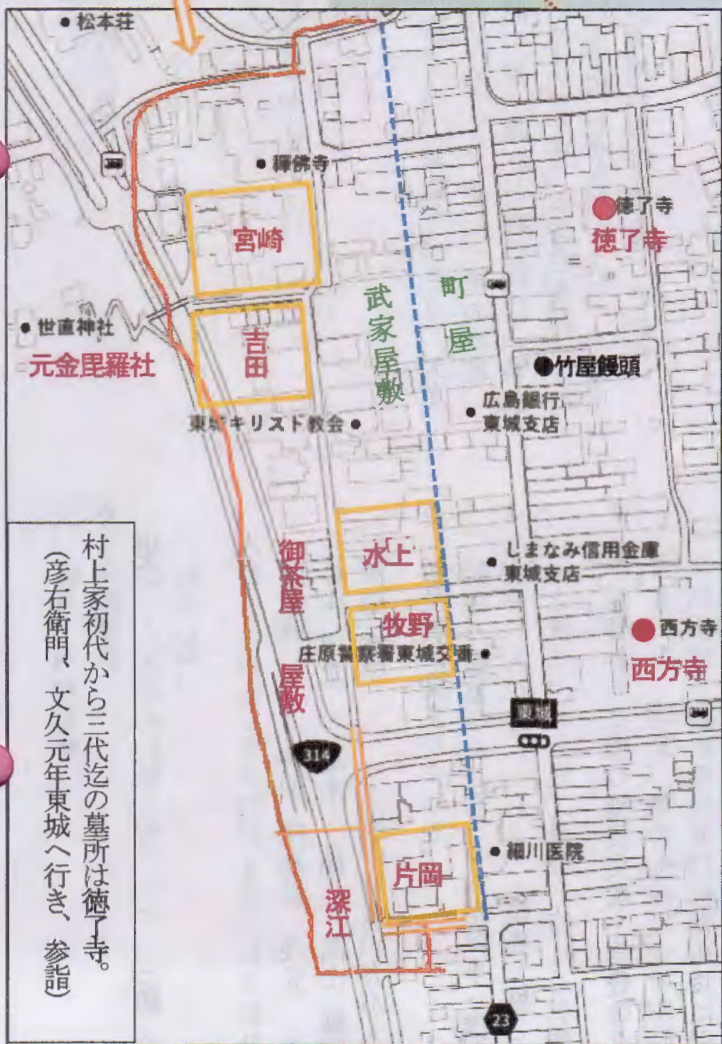 松本荘
禪佛寺
宮崎
徳了寺
徳了寺
町屋
武家屋敷
世直神社
元金毘羅社
吉田
竹屋饅頭
東城キリスト教会
広島銀行
東城支店
御茶屋
屋敷
水上
しまなみ信用金庫
東城支店
牧野
庄原警察署東城交番
西方寺
西方寺
東城
314
片岡
細川医院
深江
23
村上家初代から三代迄の墓所は徳了寺。
(彦右衛門、文久元年東城へ行き、参詣)